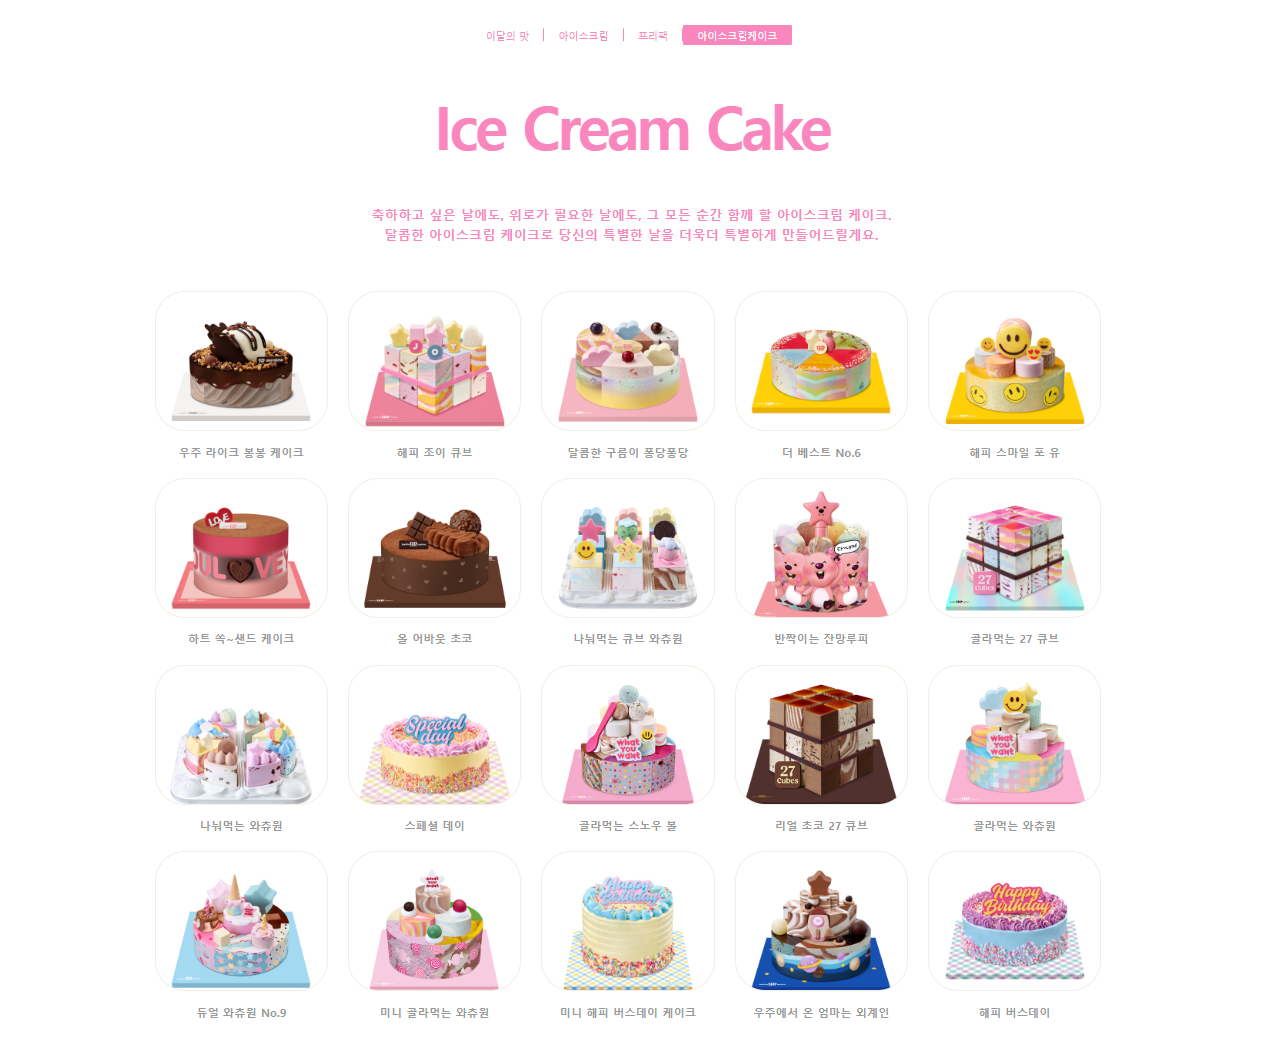 이달의 맛 | 아이스크림 | 프리팩 | 아이스크림케이크
Ice Cream Cake
축하하고 싶은 날에도, 위로가 필요한 날에도, 그 모든 순간 함께 할 아이스크림 케이크.
달콤한 아이스크림 케이크로 당신의 특별한 날을 더욱더 특별하게 만들어드릴게요.
우주 라이크 봉봉 케이크
해피 조이 큐브
달콤한 구름이 퐁당퐁당
더 베스트 No.6
해피 스마일 포 유
LOVE
JUL VE
27
CUBES
하트 쏙~샌드 케이크
올 어바웃 초코
나눠먹는 큐브 와츄원
반짝이는 잔망루피
골라먹는 27 큐브
Special
day
what
you
want
27
Cubes
what
you
want
나눠먹는 와츄원
스페셜 데이
골라먹는 스노우 볼
리얼 초코 27 큐브
골라먹는 와츄원
what
you
want
Happy
Birthday
Happy
Birthday
듀얼 와츄원 No.9
미니 골라먹는 와츄원
미니 해피 버스데이 케이크
우주에서 온 엄마는 외계인
해피 버스데이